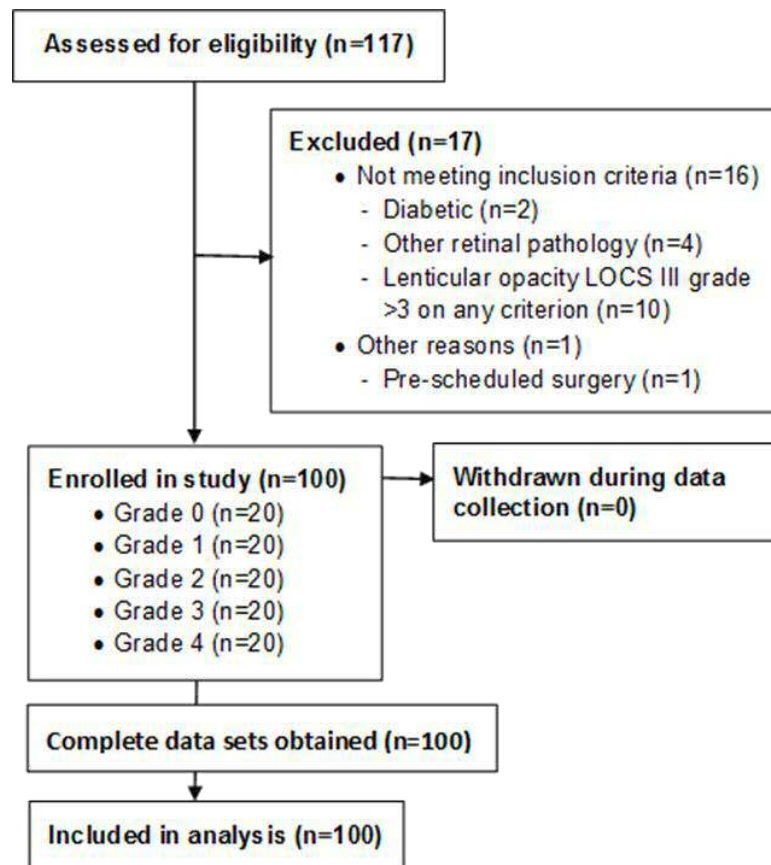 Assessed for eligibility (n=117)
Excluded (n=17)
• Not meeting inclusion criteria (n=16)
- Diabetic (n=2)
- Other retinal pathology (n=4)
- Lenticular opacity LOCS III grade
>3 on any criterion (n=10)
• Other reasons (n=1)
- Pre-scheduled surgery (n=1)
Enrolled in study (n=100)
• Grade 0 (n=20)
• Grade 1 (n=20)
• Grade 2 (n=20)
• Grade 3 (n=20)
• Grade 4 (n=20)
Withdrawn during data
collection (n=0)
Complete data sets obtained (n=100)
Included in analysis (n=100)